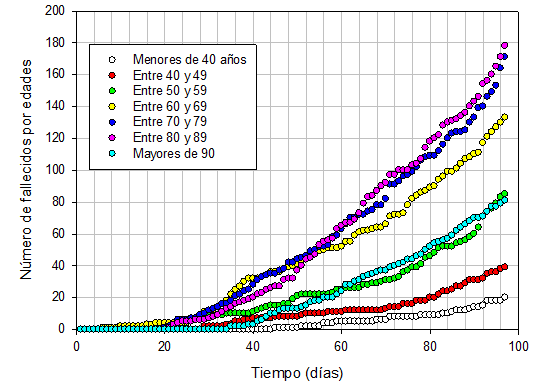 200
180
160
140
120
100
80
60
40
20
0
Número de fallecidos por edades
Menores de 40 años
Entre 40 y 49
Entre 50 y 59
Entre 60 y 69
Entre 70 y 79
Entre 80 y 89
Mayores de 90
0 20 40 60 80 100
Tiempo (días)